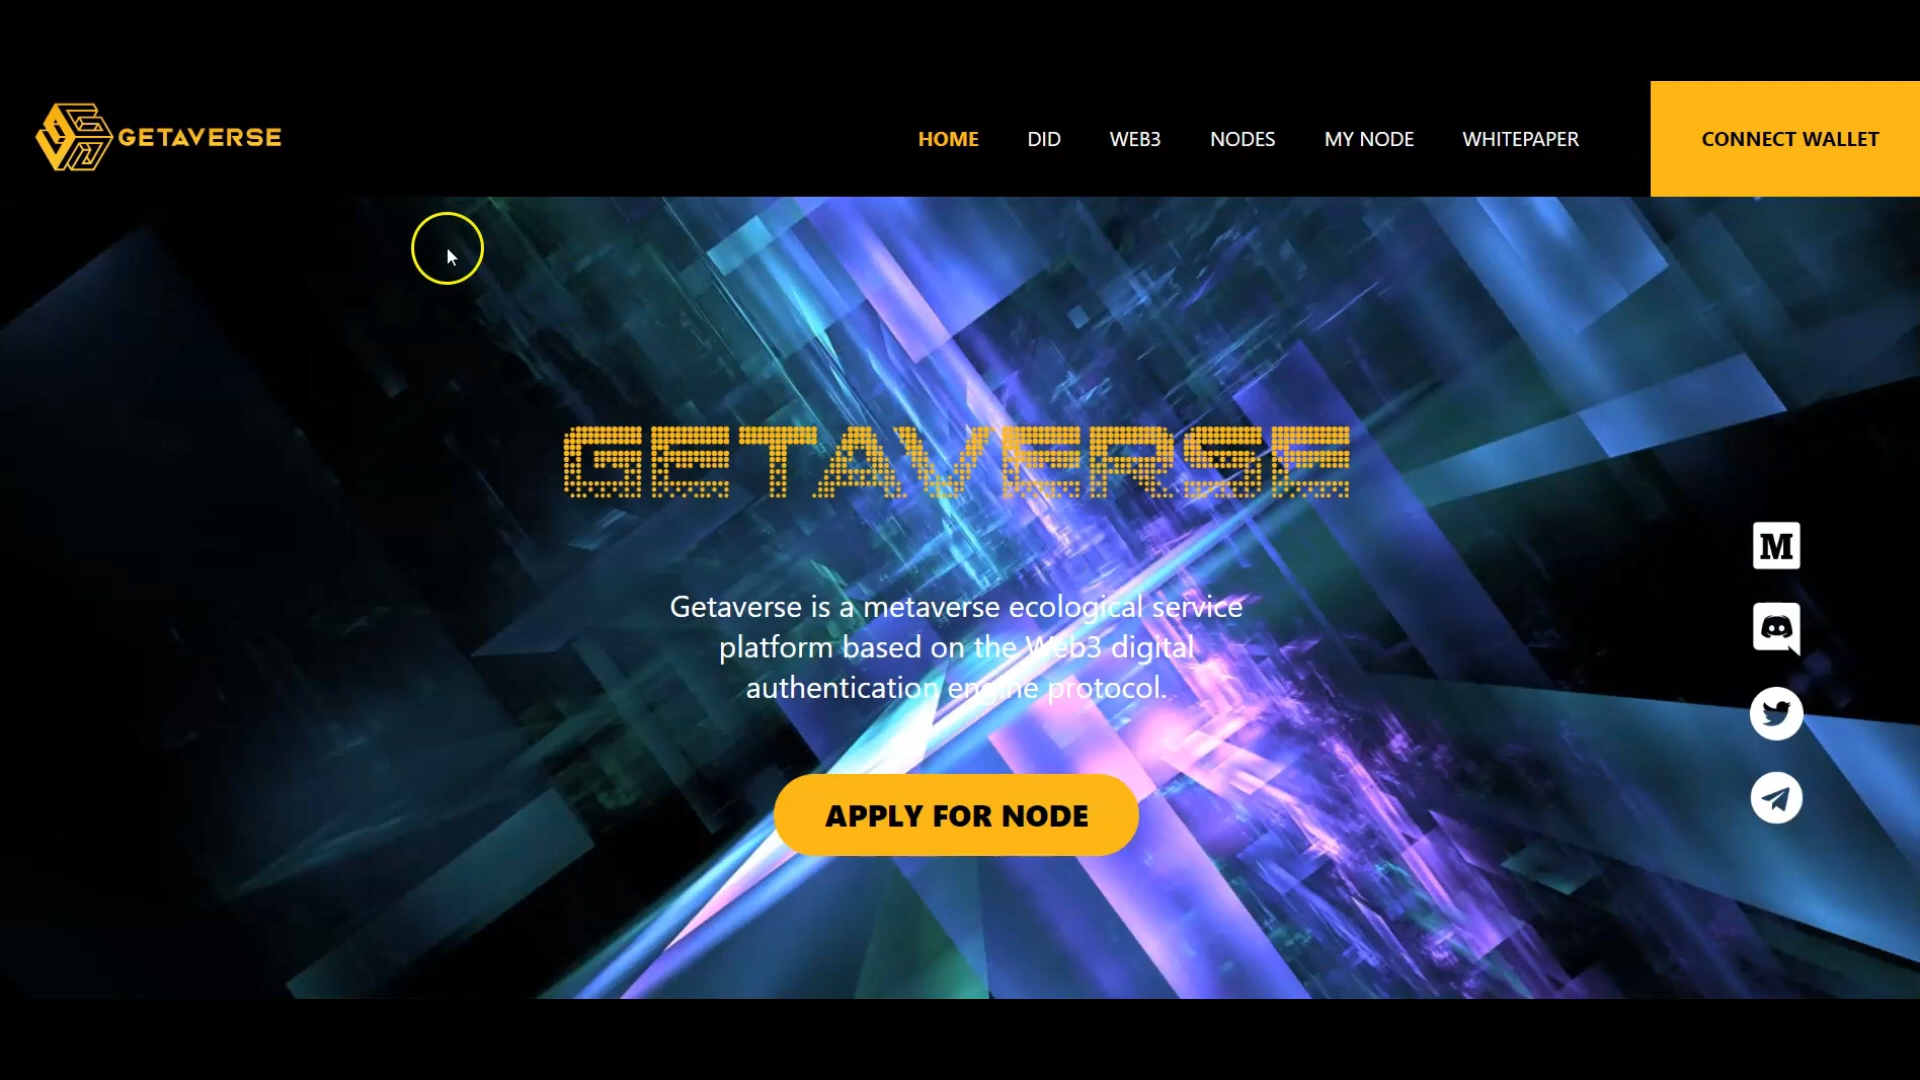 GETAVERSE
HOME
DID
WEB3
NODES
MY NODE
WHITEPAPER
CONNECT WALLET
GETAVERSE
Getaverse is a metaverse ecological service
platform based on the Web3 digital
authentication engine protocol.
APPLY FOR NODE
M